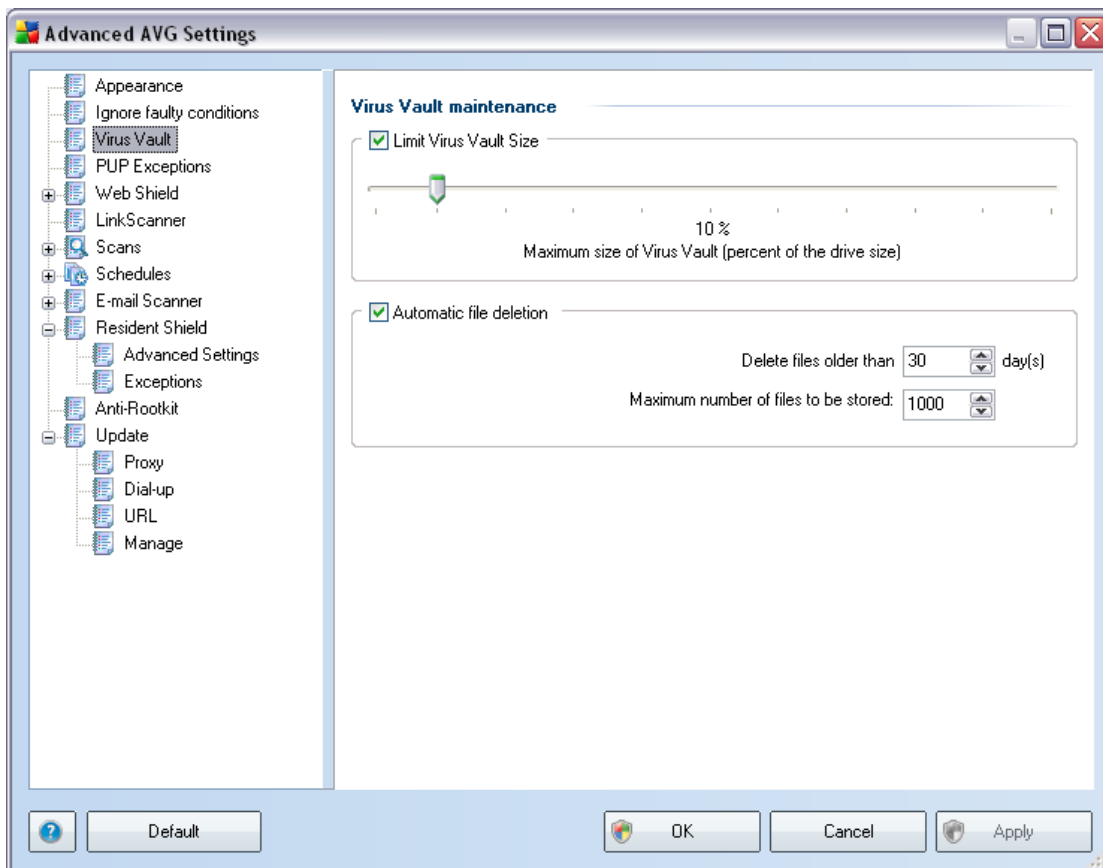 Advanced AVG Settings
Appearance
Ignore faulty conditions
Virus Vault
PUP Exceptions
Web Shield
LinkScanner
Scans
Schedules
E-mail Scanner
Resident Shield
Advanced Settings
Exceptions
Anti-Rootkit
Update
Proxy
Dial-up
URL
Manage
Virus Vault maintenance
Limit Virus Vault Size
10 %
Maximum size of Virus Vault (percent of the drive size)
Automatic file deletion
Delete files older than 30 day(s)
Maximum number of files to be stored: 1000
? Default OK Cancel Apply